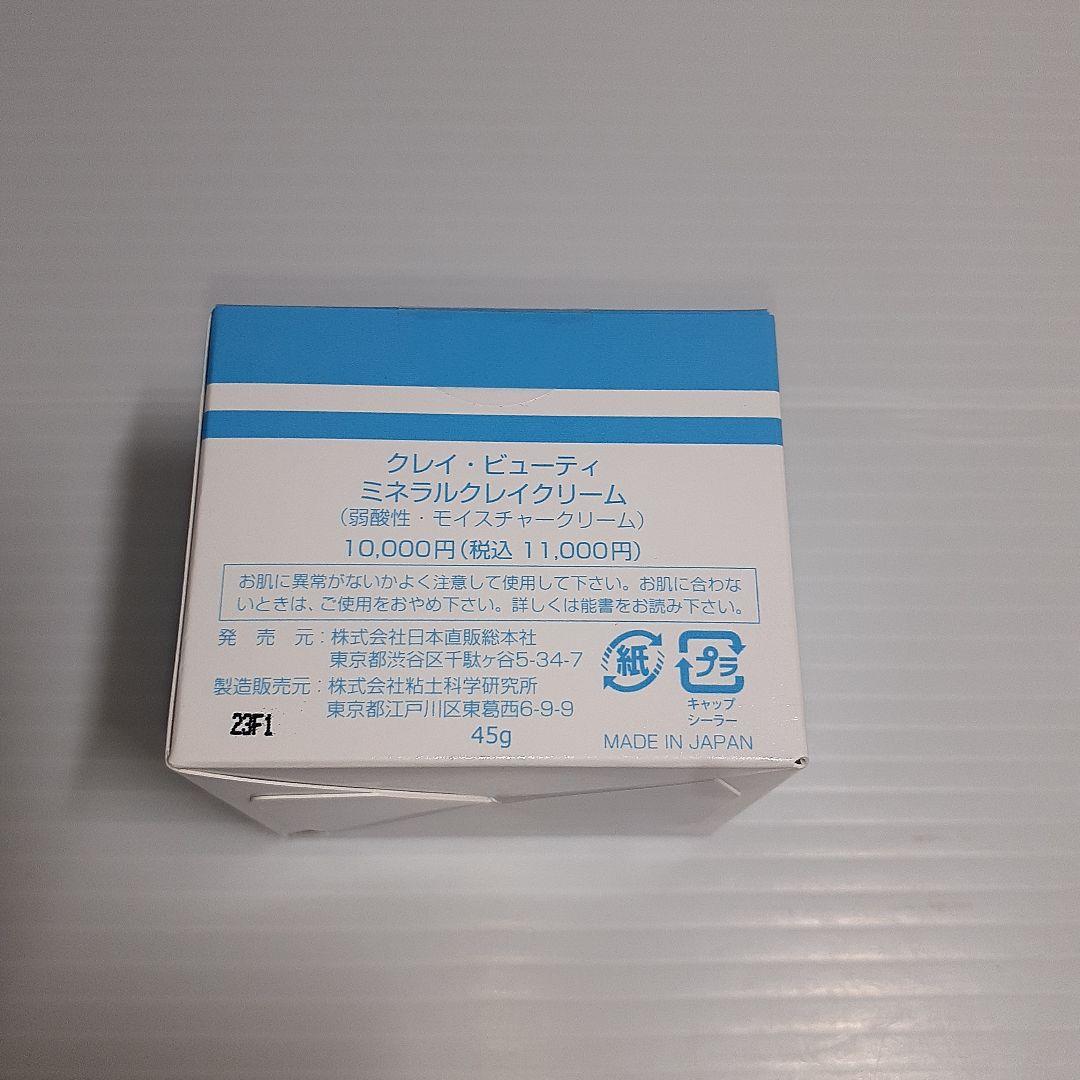 クレイ・ビューティ
ミネラルクレイクリーム
(弱酸性・モイスチャークリーム)
10,000円(税込 11,000円)
お肌に異常がないかよく注意して使用して下さい。お肌に合わな
いときは、ご使用をおやめ下さい。詳しくは能書をお読み下さい。
発売元:株式会社日本直販総本社
東京都渋谷区千駄ヶ谷5-34-7
製造販売元:株式会社粘土科学研究所
東京都江戸川区東葛西6-9-9
23F1
45g
紙
プラ
キャップ
シーラー
MADE IN JAPAN